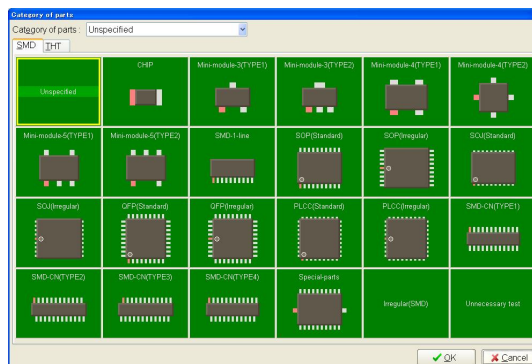 Category of parts
Category of parts : Unspecified
SMD THT
Unspecified CHIP Mini-module-3(TYPE1) Mini-module-3(TYPE2) Mini-module-4(TYPE1) Mini-module-4(TYPE2)
Mini-module-5(TYPE1) Mini-module-5(TYPE2) SMD-1-line SOP(Standard) SOP(Irregular) SOJ(Standard)
SOJ(Irregular) QFP(Standard) QFP(Irregular) PLCC(Standard) PLCC(Irregular) SMD-CN(TYPE1)
SMD-CN(TYPE2) SMD-CN(TYPE3) SMD-CN(TYPE4) Special-parts Irregular(SMD) Unnecessary test
OK Cancel